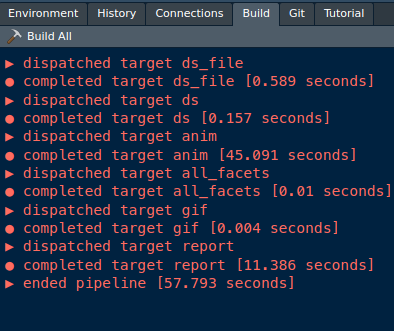 Environment History Connections Build Git Tutorial
Build All
▶ dispatched target ds_file
● completed target ds_file [0.589 seconds]
▶ dispatched target ds
● completed target ds [0.157 seconds]
▶ dispatched target anim
● completed target anim [45.091 seconds]
▶ dispatched target all_facets
● completed target all_facets [0.01 seconds]
▶ dispatched target gif
● completed target gif [0.004 seconds]
▶ dispatched target report
● completed target report [11.386 seconds]
▶ ended pipeline [57.793 seconds]